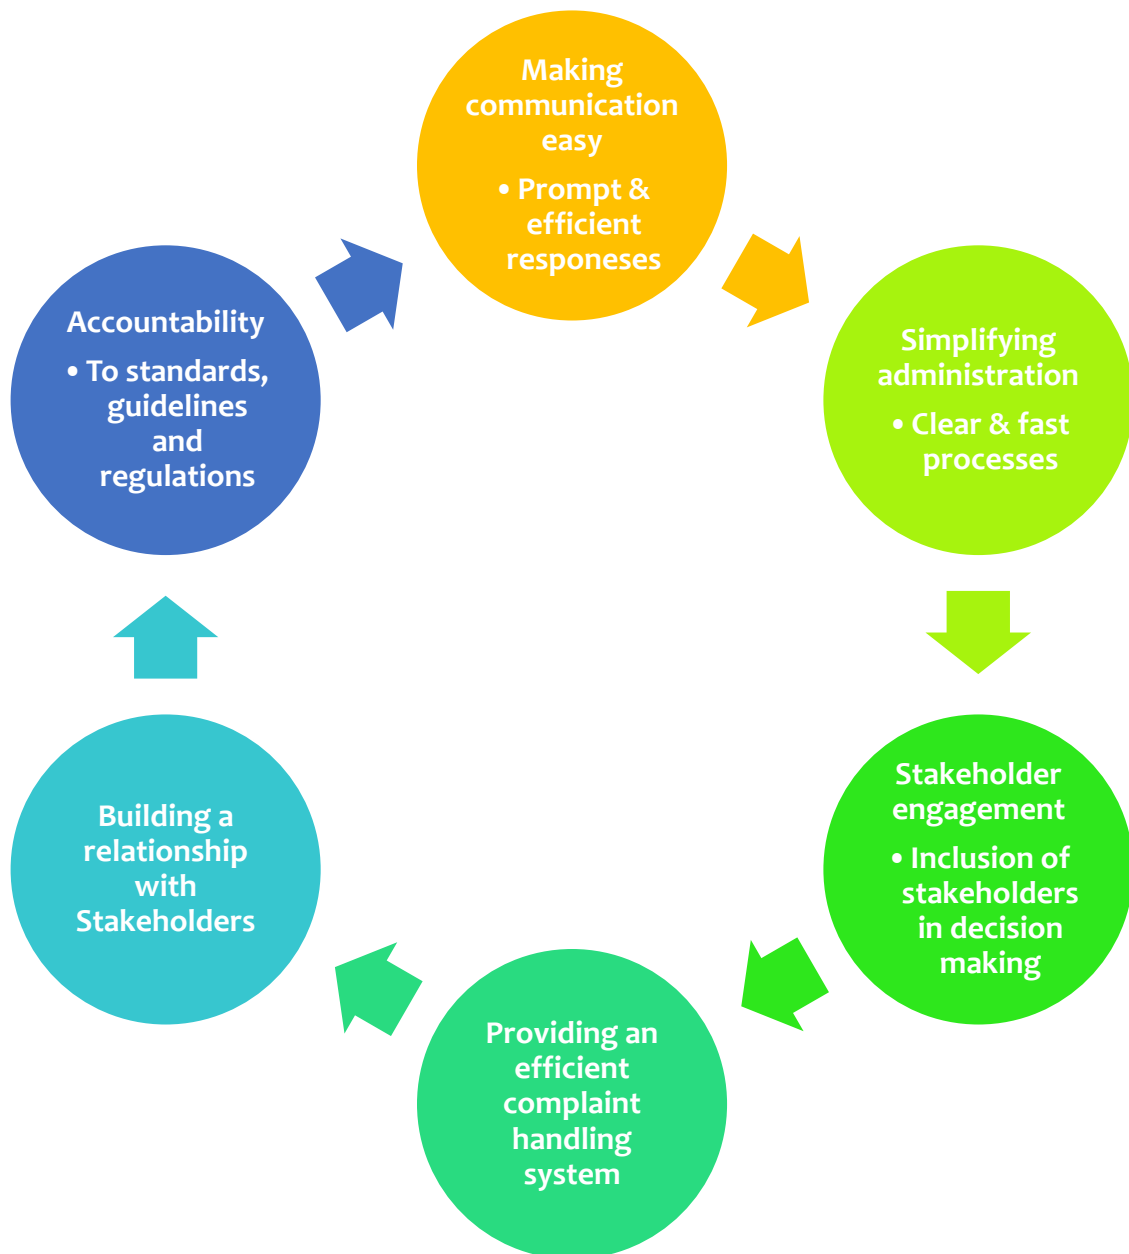 Making
communication
easy
• Prompt &
efficient
responeses
Simplifying
administration
• Clear & fast
processes
Stakeholder
engagement
• Inclusion of
stakeholders
in decision
making
Providing an
efficient
complaint
handling
system
Building a
relationship
with
Stakeholders
Accountability
• To standards,
guidelines
and
regulations